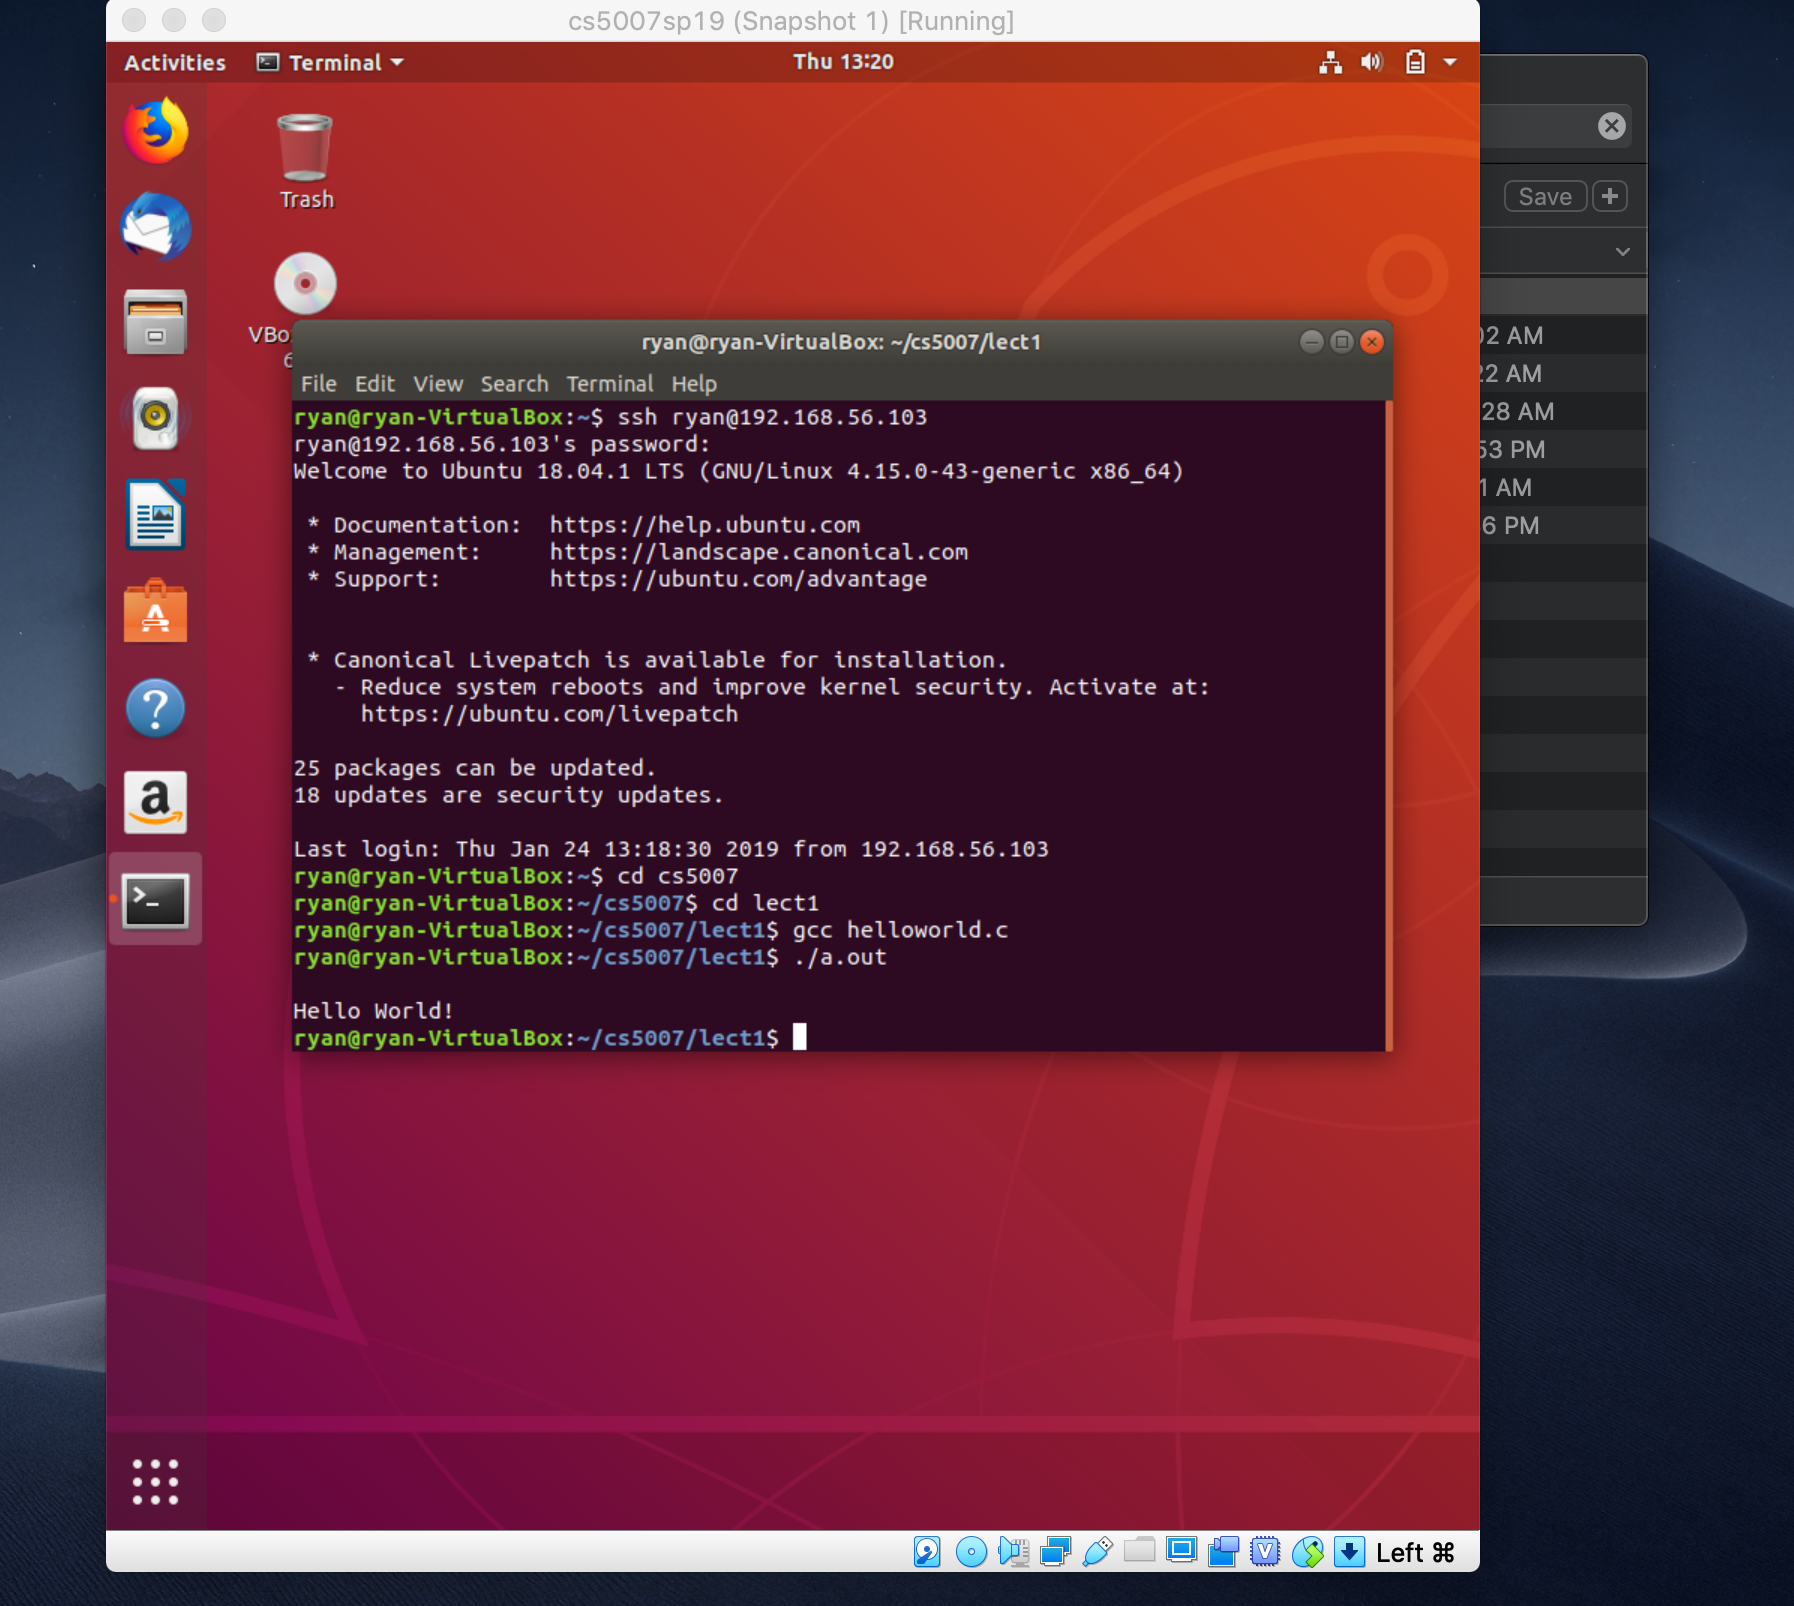 cs5007sp19 (Snapshot 1) [Running]
Activities Terminal Thu 13:20
Trash
VBo
6
ryan@ryan-VirtualBox: ~/cs5007/lect1
File Edit View Search Terminal Help
ryan@ryan-VirtualBox:~$ ssh ryan@192.168.56.103
ryan@192.168.56.103's password:
Welcome to Ubuntu 18.04.1 LTS (GNU/Linux 4.15.0-43-generic x86_64)
* Documentation:  https://help.ubuntu.com
* Management:     https://landscape.canonical.com
* Support:        https://ubuntu.com/advantage
* Canonical Livepatch is available for installation.
- Reduce system reboots and improve kernel security. Activate at:
https://ubuntu.com/livepatch
25 packages can be updated.
18 updates are security updates.
Last login: Thu Jan 24 13:18:30 2019 from 192.168.56.103
ryan@ryan-VirtualBox:~$ cd cs5007
ryan@ryan-VirtualBox:~/cs5007$ cd lect1
ryan@ryan-VirtualBox:~/cs5007/lect1$ gcc helloworld.c
ryan@ryan-VirtualBox:~/cs5007/lect1$ ./a.out
Hello World!
ryan@ryan-VirtualBox:~/cs5007/lect1$
Save
02 AM
22 AM
28 AM
53 PM
1 AM
6 PM
Left ⌘